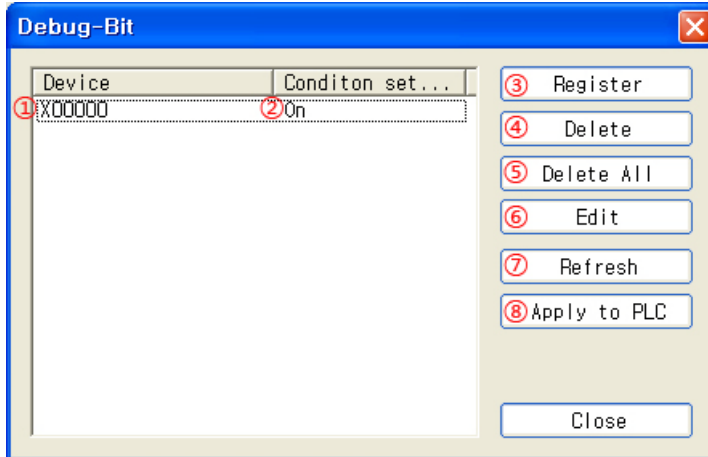 Debug-Bit
Device Conditon set...
①X00000 ②On
③ Register
④ Delete
⑤ Delete All
⑥ Edit
⑦ Refresh
⑧Apply to PLC
Close